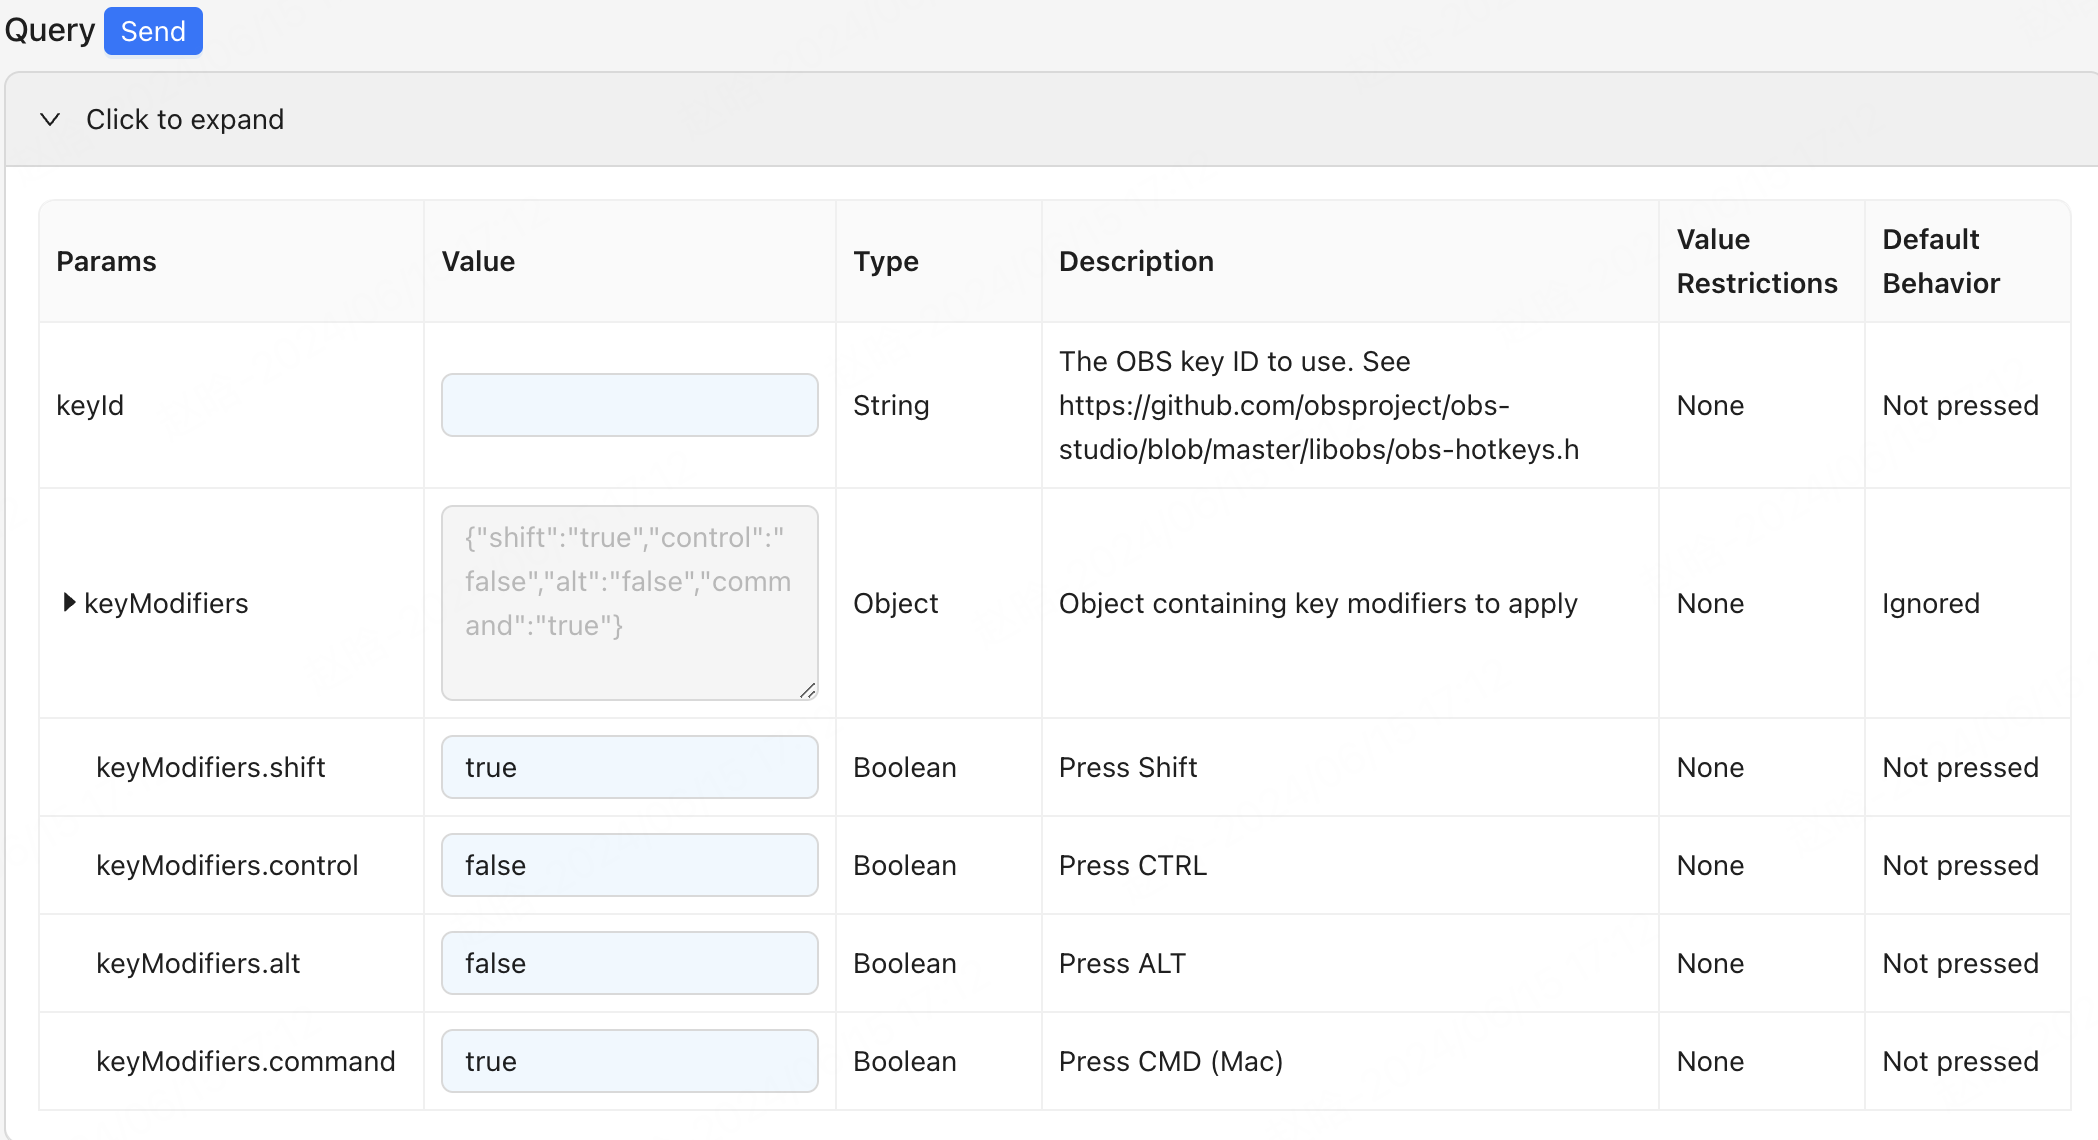 Query Send
Click to expand
Params Value Type Description Value Restrictions Default Behavior
keyId String The OBS key ID to use. See
https://github.com/obsproject/obs-
studio/blob/master/libobs/obs-hotkeys.h None Not pressed
keyModifiers {"shift":"true","control":"
false","alt":"false","comm
and":"true"} Object Object containing key modifiers to apply None Ignored
keyModifiers.shift true Boolean Press Shift None Not pressed
keyModifiers.control false Boolean Press CTRL None Not pressed
keyModifiers.alt false Boolean Press ALT None Not pressed
keyModifiers.command true Boolean Press CMD (Mac) None Not pressed